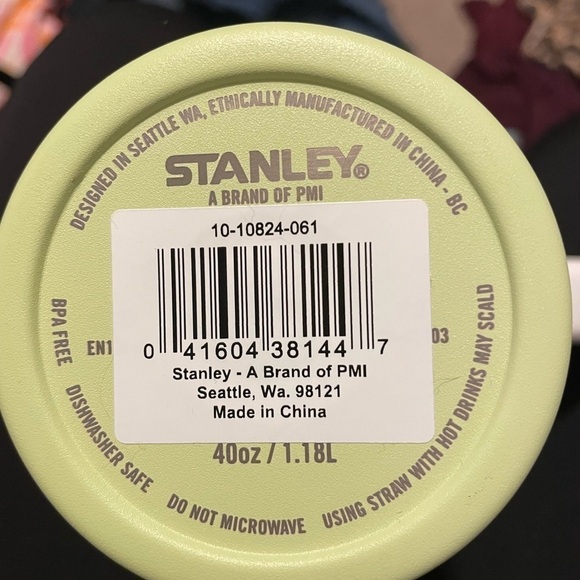 DESIGNED IN SEATTLE WA, ETHICALLY MANUFACTURED IN CHINA - BC
STANLEY®
A BRAND OF PMI
10-10824-061
0 41604 38144 7
Stanley - A Brand of PMI
Seattle, Wa. 98121
Made in China
EN1
03
40oz / 1.18L
BPA FREE DISHWASHER SAFE DO NOT MICROWAVE USING STRAW WITH HOT DRINKS MAY SCALD